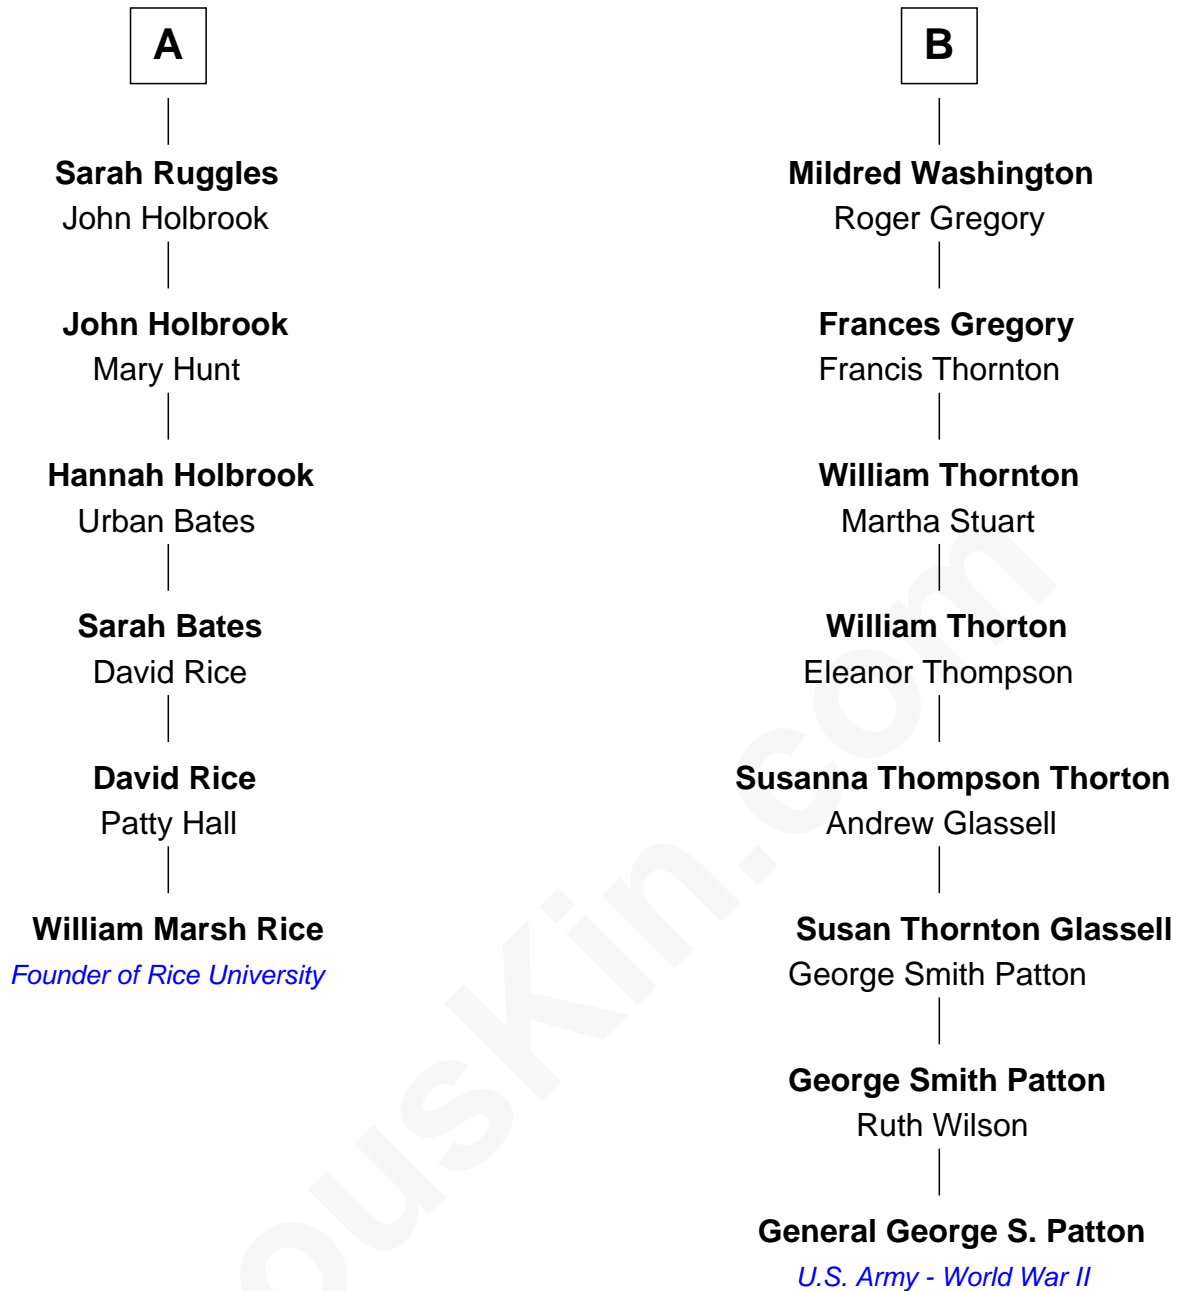 A
Sarah Ruggles
John Holbrook
John Holbrook
Mary Hunt
Hannah Holbrook
Urban Bates
Sarah Bates
David Rice
David Rice
Patty Hall
William Marsh Rice
Founder of Rice University
B
Mildred Washington
Roger Gregory
Frances Gregory
Francis Thornton
William Thornton
Martha Stuart
William Thorton
Eleanor Thompson
Susanna Thompson Thorton
Andrew Glassell
Susan Thornton Glassell
George Smith Patton
George Smith Patton
Ruth Wilson
General George S. Patton
U.S. Army - World War II
ousKin.com